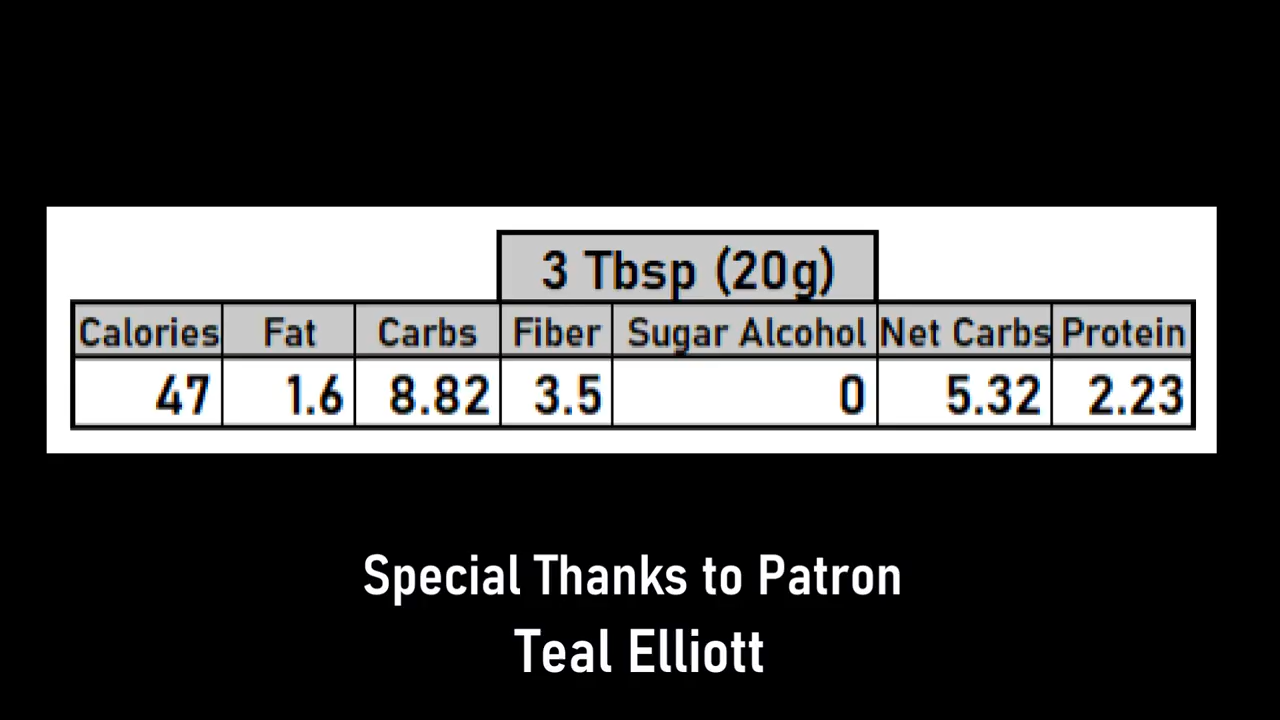 3 Tbsp (20g)
Calories Fat Carbs Fiber Sugar Alcohol Net Carbs Protein
47 1.6 8.82 3.5 0 5.32 2.23
Special Thanks to Patron
Teal Elliott